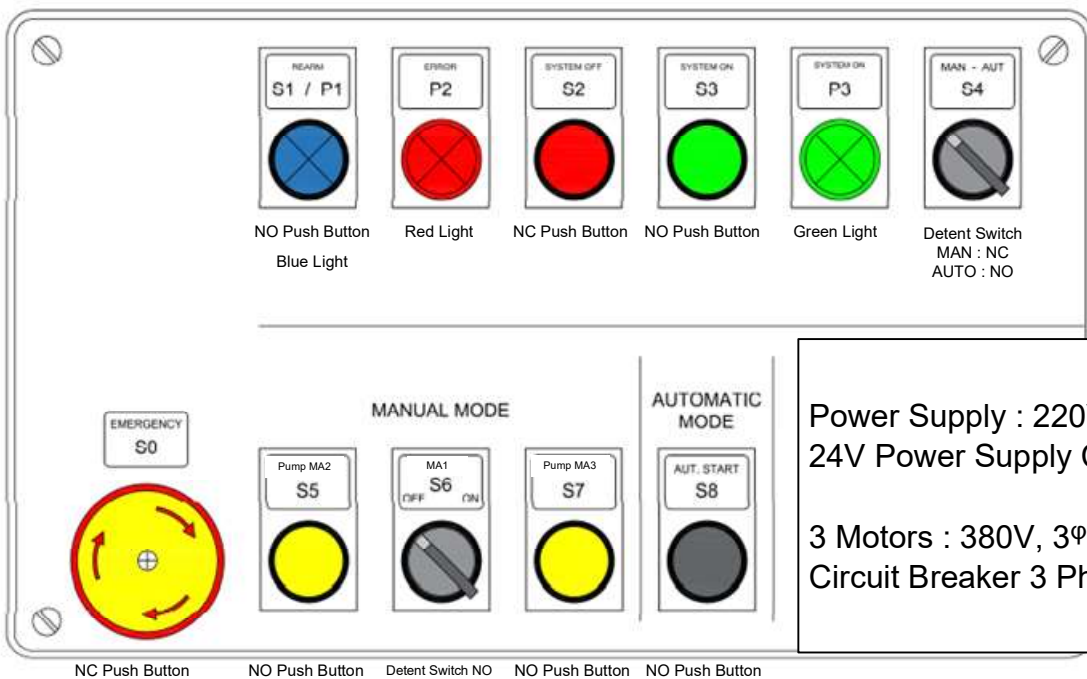 REARM
S1 / P1
ERROR
P2
SYSTEM OFF
S2
SYSTEM ON
S3
SYSTEM ON
P3
MAN - AUT
S4
NO Push Button
Blue Light
Red Light
NC Push Button
NO Push Button
Green Light
Detent Switch
MAN : NC
AUTO : NO
EMERGENCY
S0
NC Push Button
MANUAL MODE
Pump MA2
S5
NO Push Button
MA1
S6
OFF ON
Detent Switch NO
Pump MA3
S7
NO Push Button
AUTOMATIC
MODE
AUT. START
S8
NO Push Button
Power Supply : 220
24V Power Supply
3 Motors : 380V, 3φ
Circuit Breaker 3